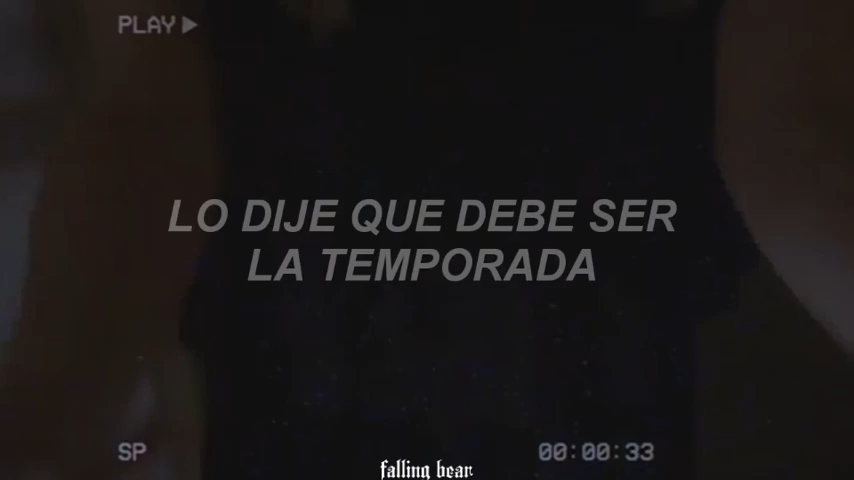 PLAY
LO DIJE QUE DEBE SER
LA TEMPORADA
SP
00:00:33
falling bear